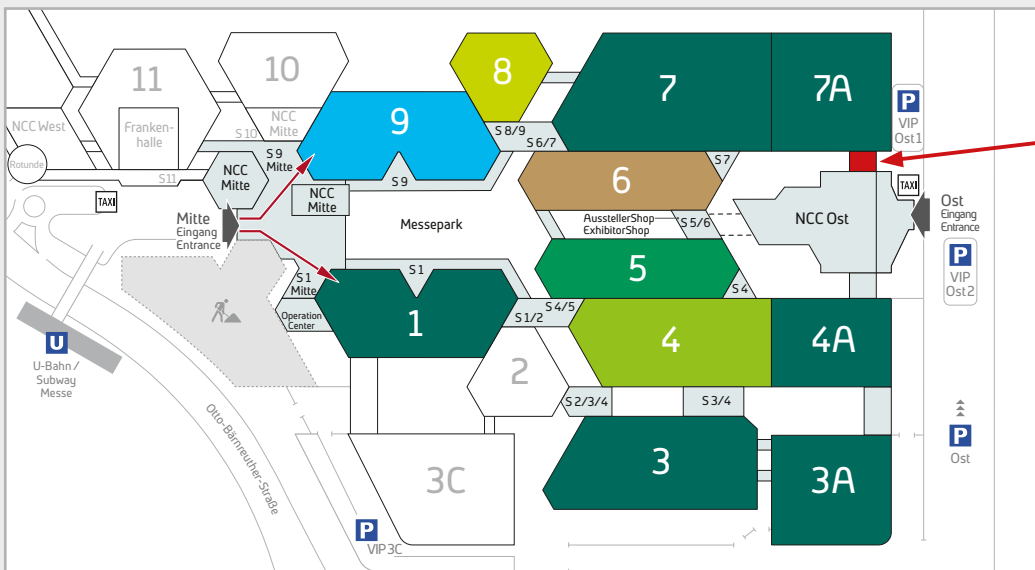 11
10
8
7
7A
P
VIP
Ost1
NCC West
Franken-
halle
S 10
NCC
Mitte
9
S 8/9
S 6/7
Rotunde
S11
S 9
Mitte
NCC
Mitte
S 9
6
S 7
TAXI
TAXI
NCC
Mitte
Mitte
Eingang
Entrance
Messepark
AusstellerShop
ExhibitorShop
S 5/6
NCC Ost
Ost
Eingang
Entrance
P
VIP
Ost2
S 1
Mitte
S 1
5
S 4
Operation
Center
1
S 4/5
S 1/2
4
4A
U
U-Bahn /
Subway
Messe
2
S 2/3/4
S 3/4
Otto-Bärnreuther-Straße
P
Ost
3C
3
3A
P
VIP3C